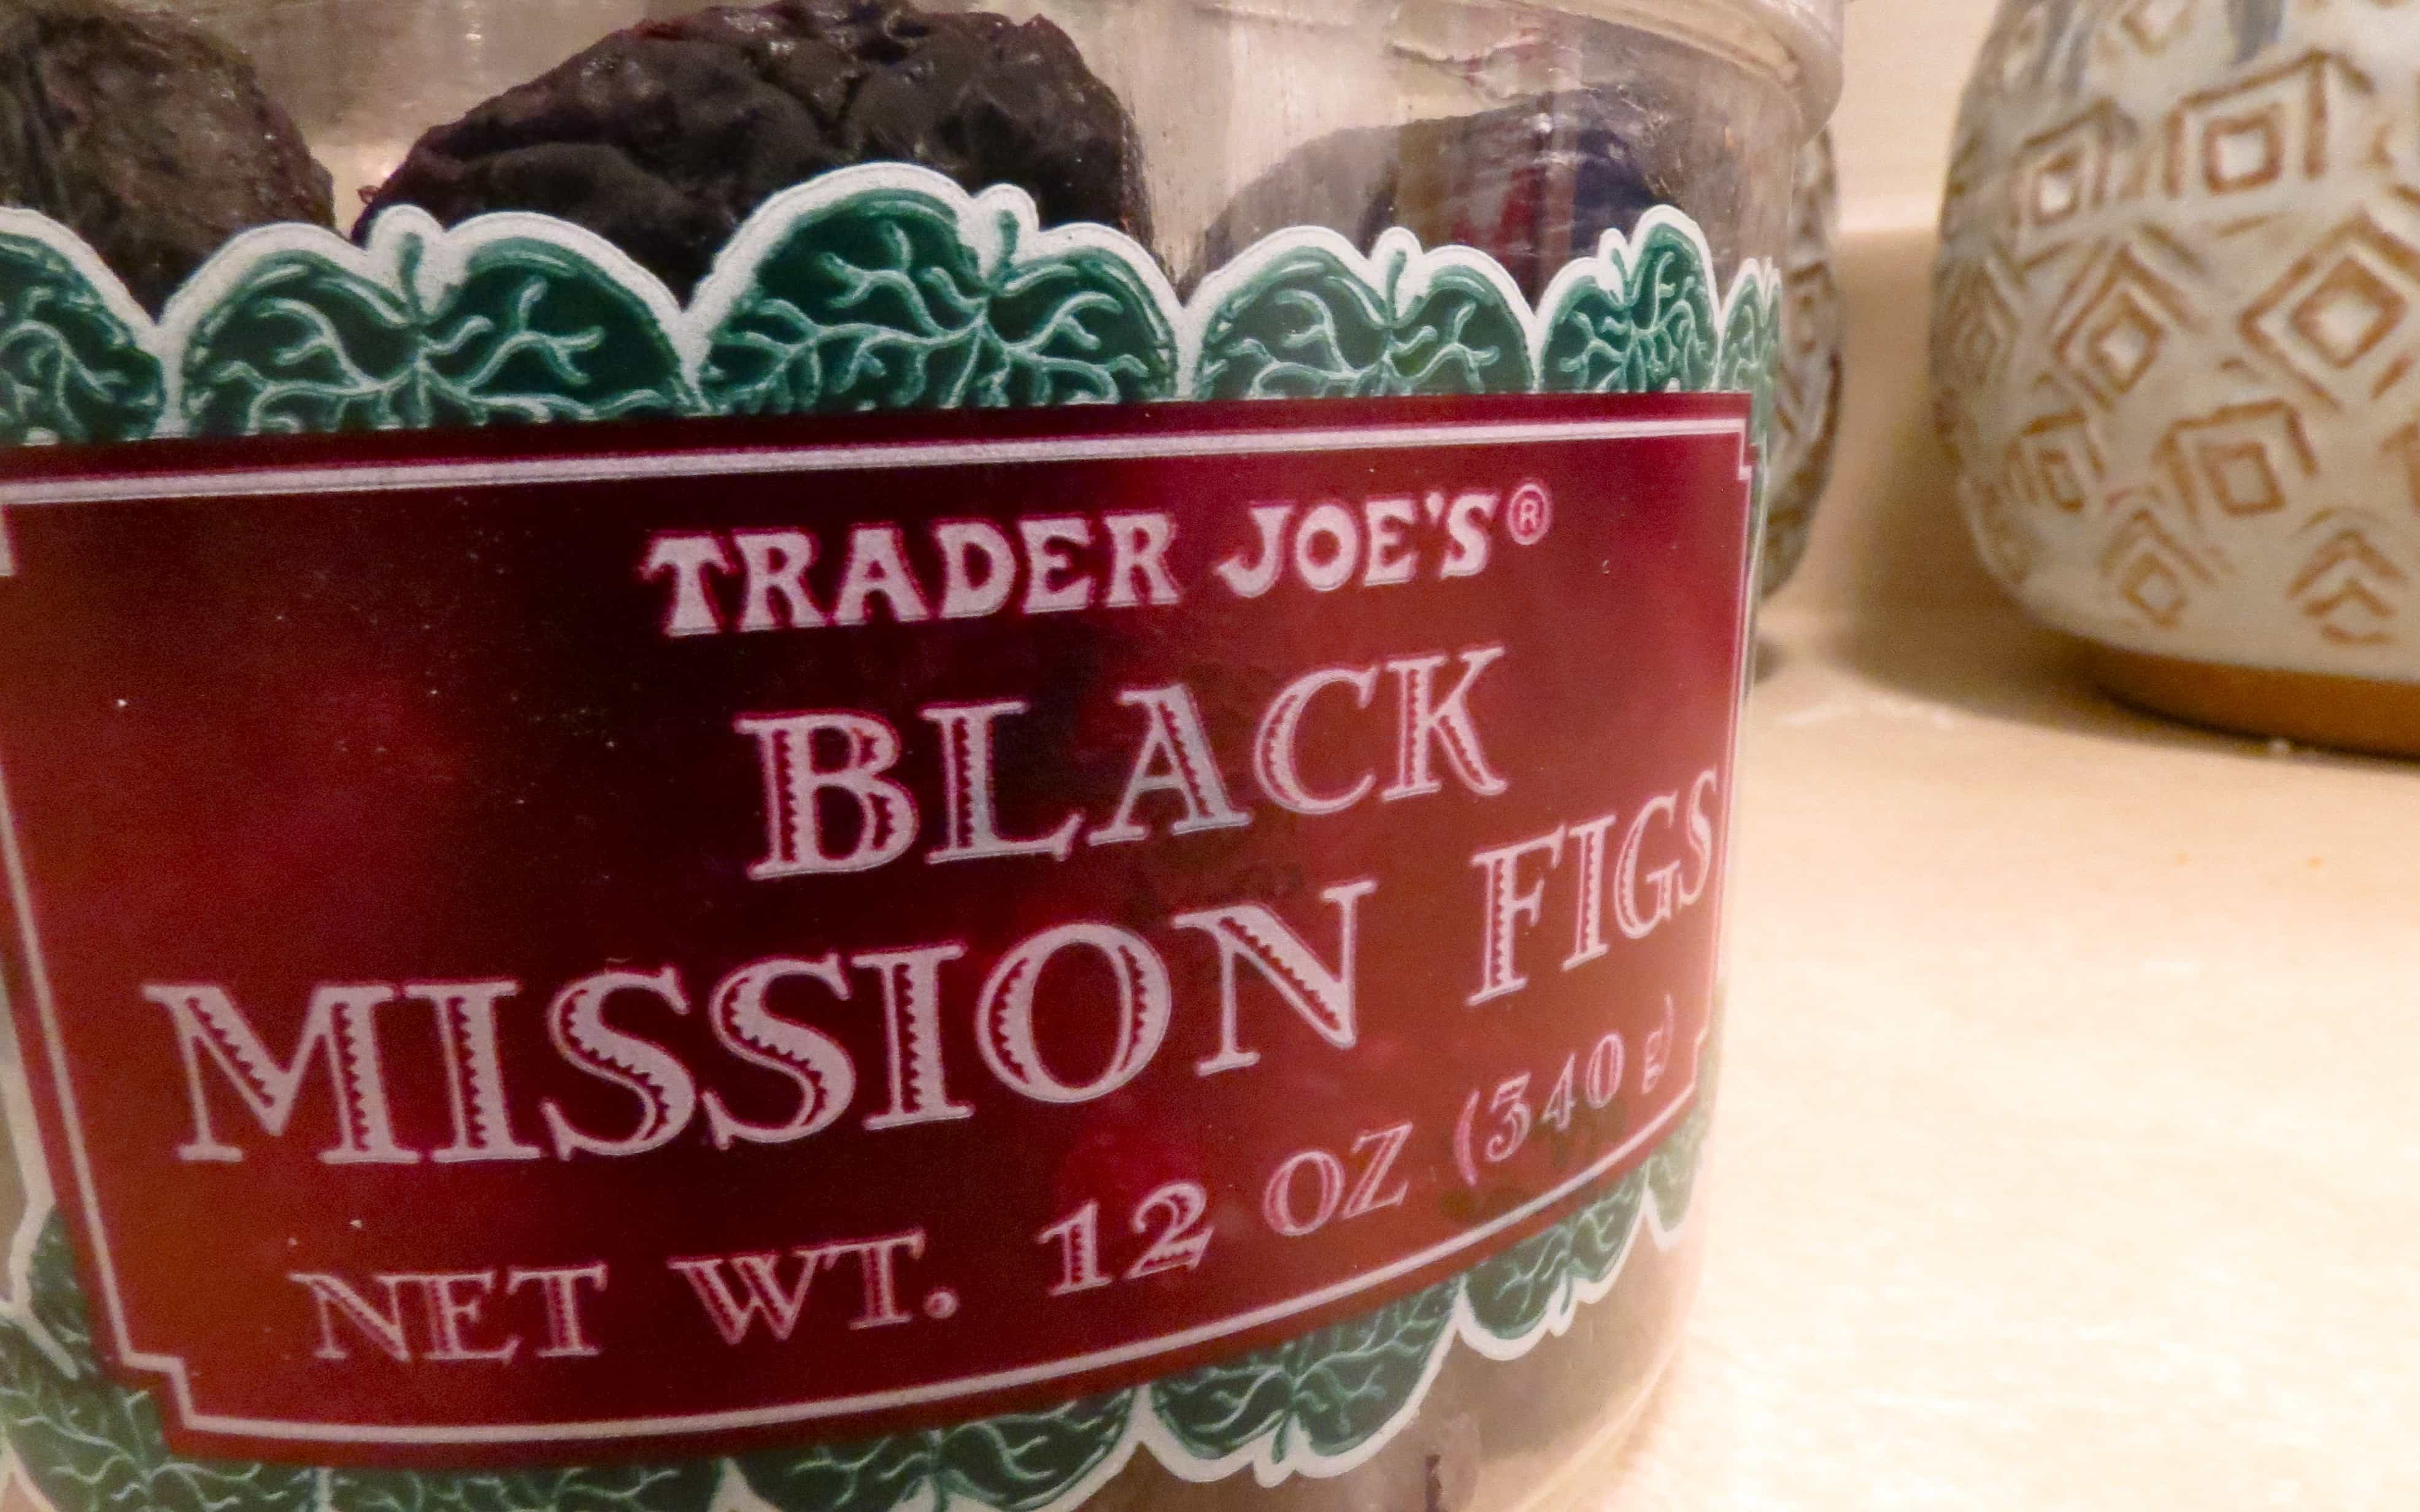 TRADER JOE'S®
BLACK
MISSION FIGS
NET WT. 12 OZ (340 g)